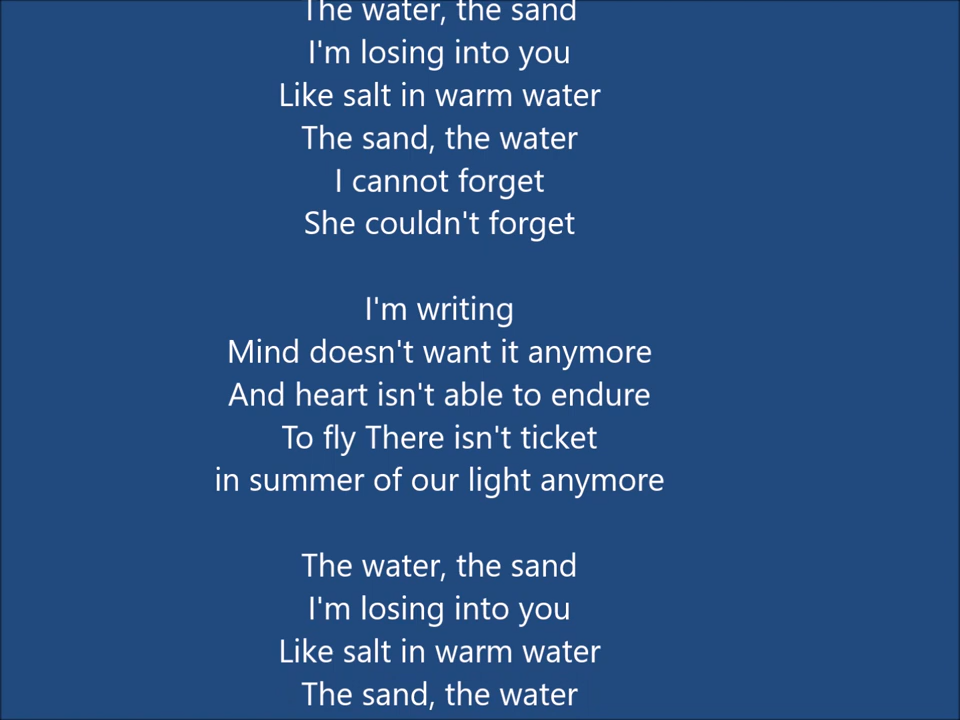 The water, the sand
I'm losing into you
Like salt in warm water
The sand, the water
I cannot forget
She couldn't forget
I'm writing
Mind doesn't want it anymore
And heart isn't able to endure
To fly There isn't ticket
in summer of our light anymore
The water, the sand
I'm losing into you
Like salt in warm water
The sand, the water